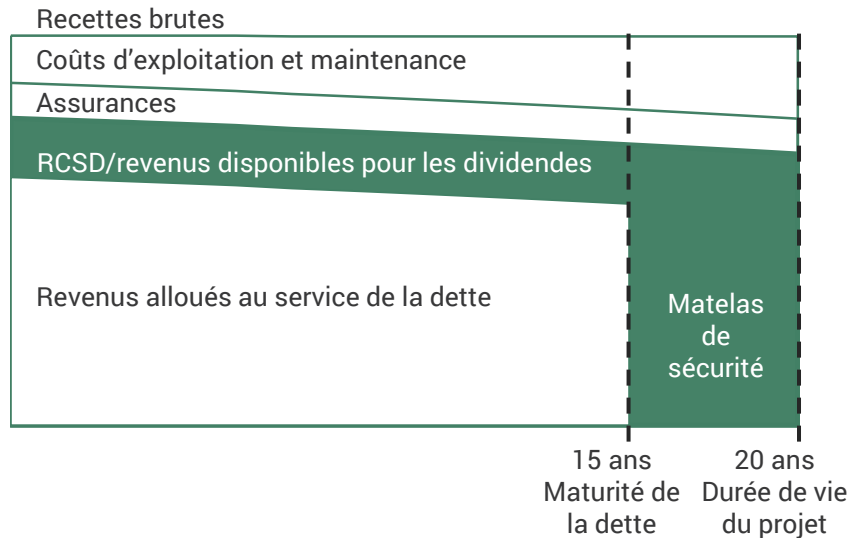 Recettes brutes
Coûts d'exploitation et maintenance
Assurances
RCSD/revenus disponibles pour les dividendes
Revenus alloués au service de la dette
Matelas
de
sécurité
15 ans
Maturité de
la dette
20 ans
Durée de vie
du projet